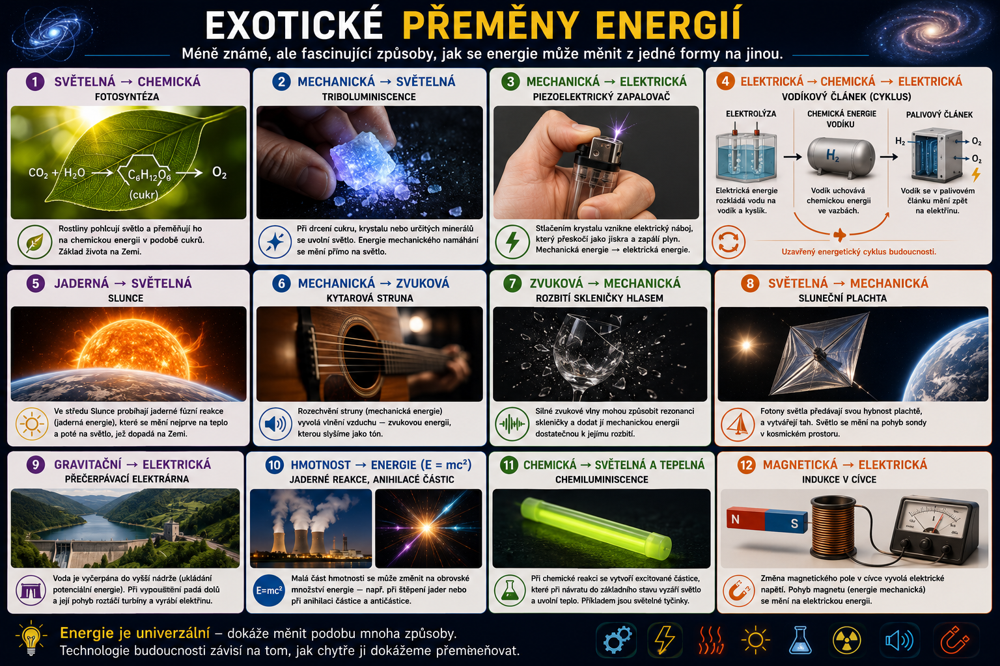 EXOTICKÉ PŘEMĚNY ENERGIÍ
Méně známé, ale fascinující způsoby, jak se energie může měnit z jedné formy na jinou.
1 SVĚTELNÁ → CHEMICKÁ
FOTOSYNTÉZA
CO₂ + H₂O → C₆H₁₂O₆ → O₂
(cukr)
Rostliny pohlcují světlo a přeměňují ho
na chemickou energii v podobě cukrů.
Základ života na Zemi.
2 MECHANICKÁ → SVĚTELNÁ
TRIBOLUMINISCENCE
Při drcení cukru, krystalu nebo určitých minerálů
se uvolní světlo. Energie mechanického namáhání
se mění přímo na světlo.
3 MECHANICKÁ → ELEKTRICKÁ
PIEZOELEKTRICKÝ ZAPALOVAČ
Stlačením krystalu vznikne elektrický náboj,
který přeskočí jako jiskra a zapálí plyn.
Mechanická energie → elektrická energie.
4 ELEKTRICKÁ → CHEMICKÁ → ELEKTRICKÁ
VODÍKOVÝ ČLÁNEK (CYKLUS)
ELEKTROLÝZA
Elektrická energie
rozkládá vodu na
vodík a kyslík.
CHEMICKÁ ENERGIE
VODÍKU
H₂
Vodík uchovává
chemickou energii
ve vazbách.
PALIVOVÝ ČLÁNEK
H₂ O₂
O₂
Vodík se v palivovém
článku mění zpět
na elektřinu.
Uzavřený energetický cyklus budoucnosti.
5 JADERNÁ → SVĚTELNÁ
SLUNCE
Ve středu Slunce probíhají jaderné fúzní reakce
(jaderná energie), které se mění nejprve na teplo
a poté na světlo, jež dopadá na Zemi.
6 MECHANICKÁ → ZVUKOVÁ
KYTAROVÁ STRUNA
Rozechvění struny (mechanická energie)
vyvolá vlnění vzduchu – zvukovou energii,
kterou slyšíme jako tón.
7 ZVUKOVÁ → MECHANICKÁ
ROZBITÍ SKLENIČKY HLASEM
Silné zvukové vlny mohou způsobit rezonanci
skleničky a dodat jí mechanickou energii
dostatečnou k jejímu rozbití.
8 SVĚTELNÁ → MECHANICKÁ
SLUNEČNÍ PLACHTA
Fotony světla předávají svou hybnost plachtě,
a vytvářejí tah. Světlo se mění na pohyb sondy
v kosmickém prostoru.
9 GRAVITAČNÍ → ELEKTRICKÁ
PŘEČERPÁVACÍ ELEKTRÁRNA
Voda je vyčerpána do vyšší nádrže (ukládání
potenciální energie). Při vypouštění padá dolů
a její pohyb roztáčí turbíny a vyrábí elektřinu.
10 HMOTNOST → ENERGIE (E = mc²)
JADERNÉ REAKCE, ANIHILACÉ ČÁSTIC
E=mc²
Malá část hmotnosti se může změnit na obrovské
množství energie – např. při štěpení jader nebo
při anihilaci částice a antičástice.
11 CHEMICKÁ → SVĚTELNÁ A TEPELNÁ
CHEMILUMINISCENCE
Při chemické reakci se vytvoří excitované částice,
které při návratu do základního stavu vyzáří světlo
a uvolní teplo. Příkladem jsou světelné tyčinky.
12 MAGNETICKÁ → ELEKTRICKÁ
INDUKCE V CÍVCE
N S
Změna magnetického pole v cívce vyvolá elektrické
napětí. Pohyb magnetu (energie mechanická)
se mění na elektrickou energii.
Energie je univerzální – dokáže měnit podobu mnoha způsoby.
Technologie budoucnosti závisí na tom, jak chytře ji dokážeme